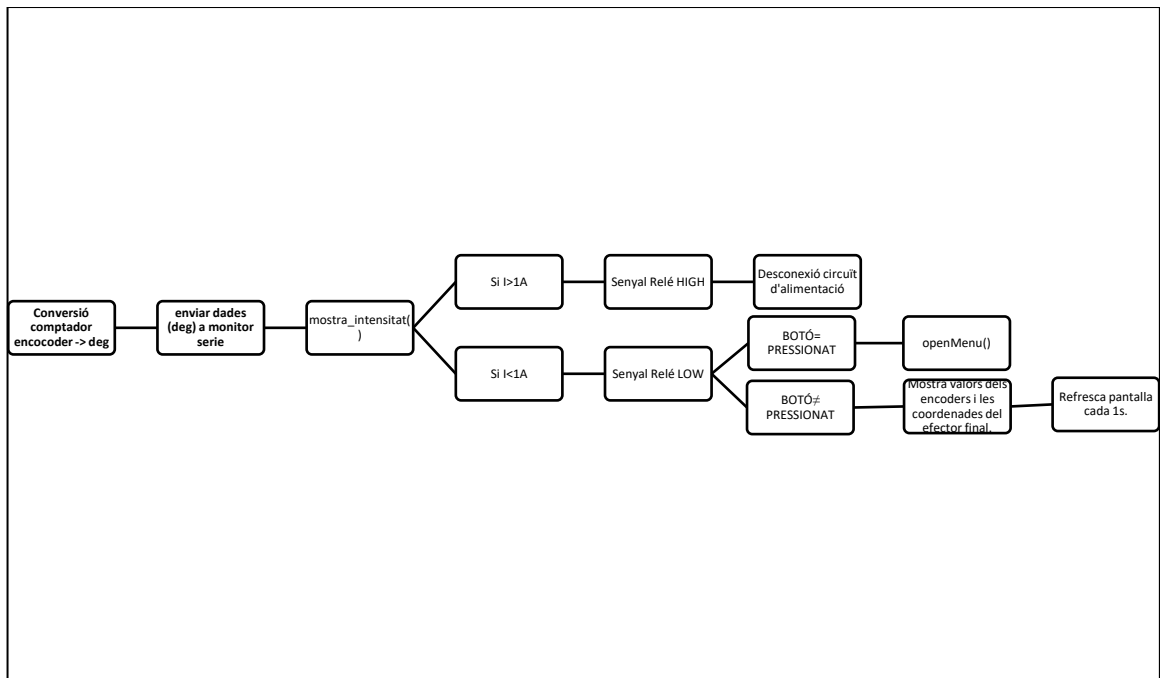 Conversió
comptador
encocoder -> deg
enviar dades
(deg) a monitor
serie
mostra_intensitat(
)
Si I>1A
Senyal Relé HIGH
Desconexió circuït
d'alimentació
Si I<1A
Senyal Relé LOW
BOTÓ=
PRESSIONAT
openMenu()
BOTÓ≠
PRESSIONAT
Mostra valors dels
encoders i les
coordenades del
efector final.
Refresca pantalla
cada 1s.